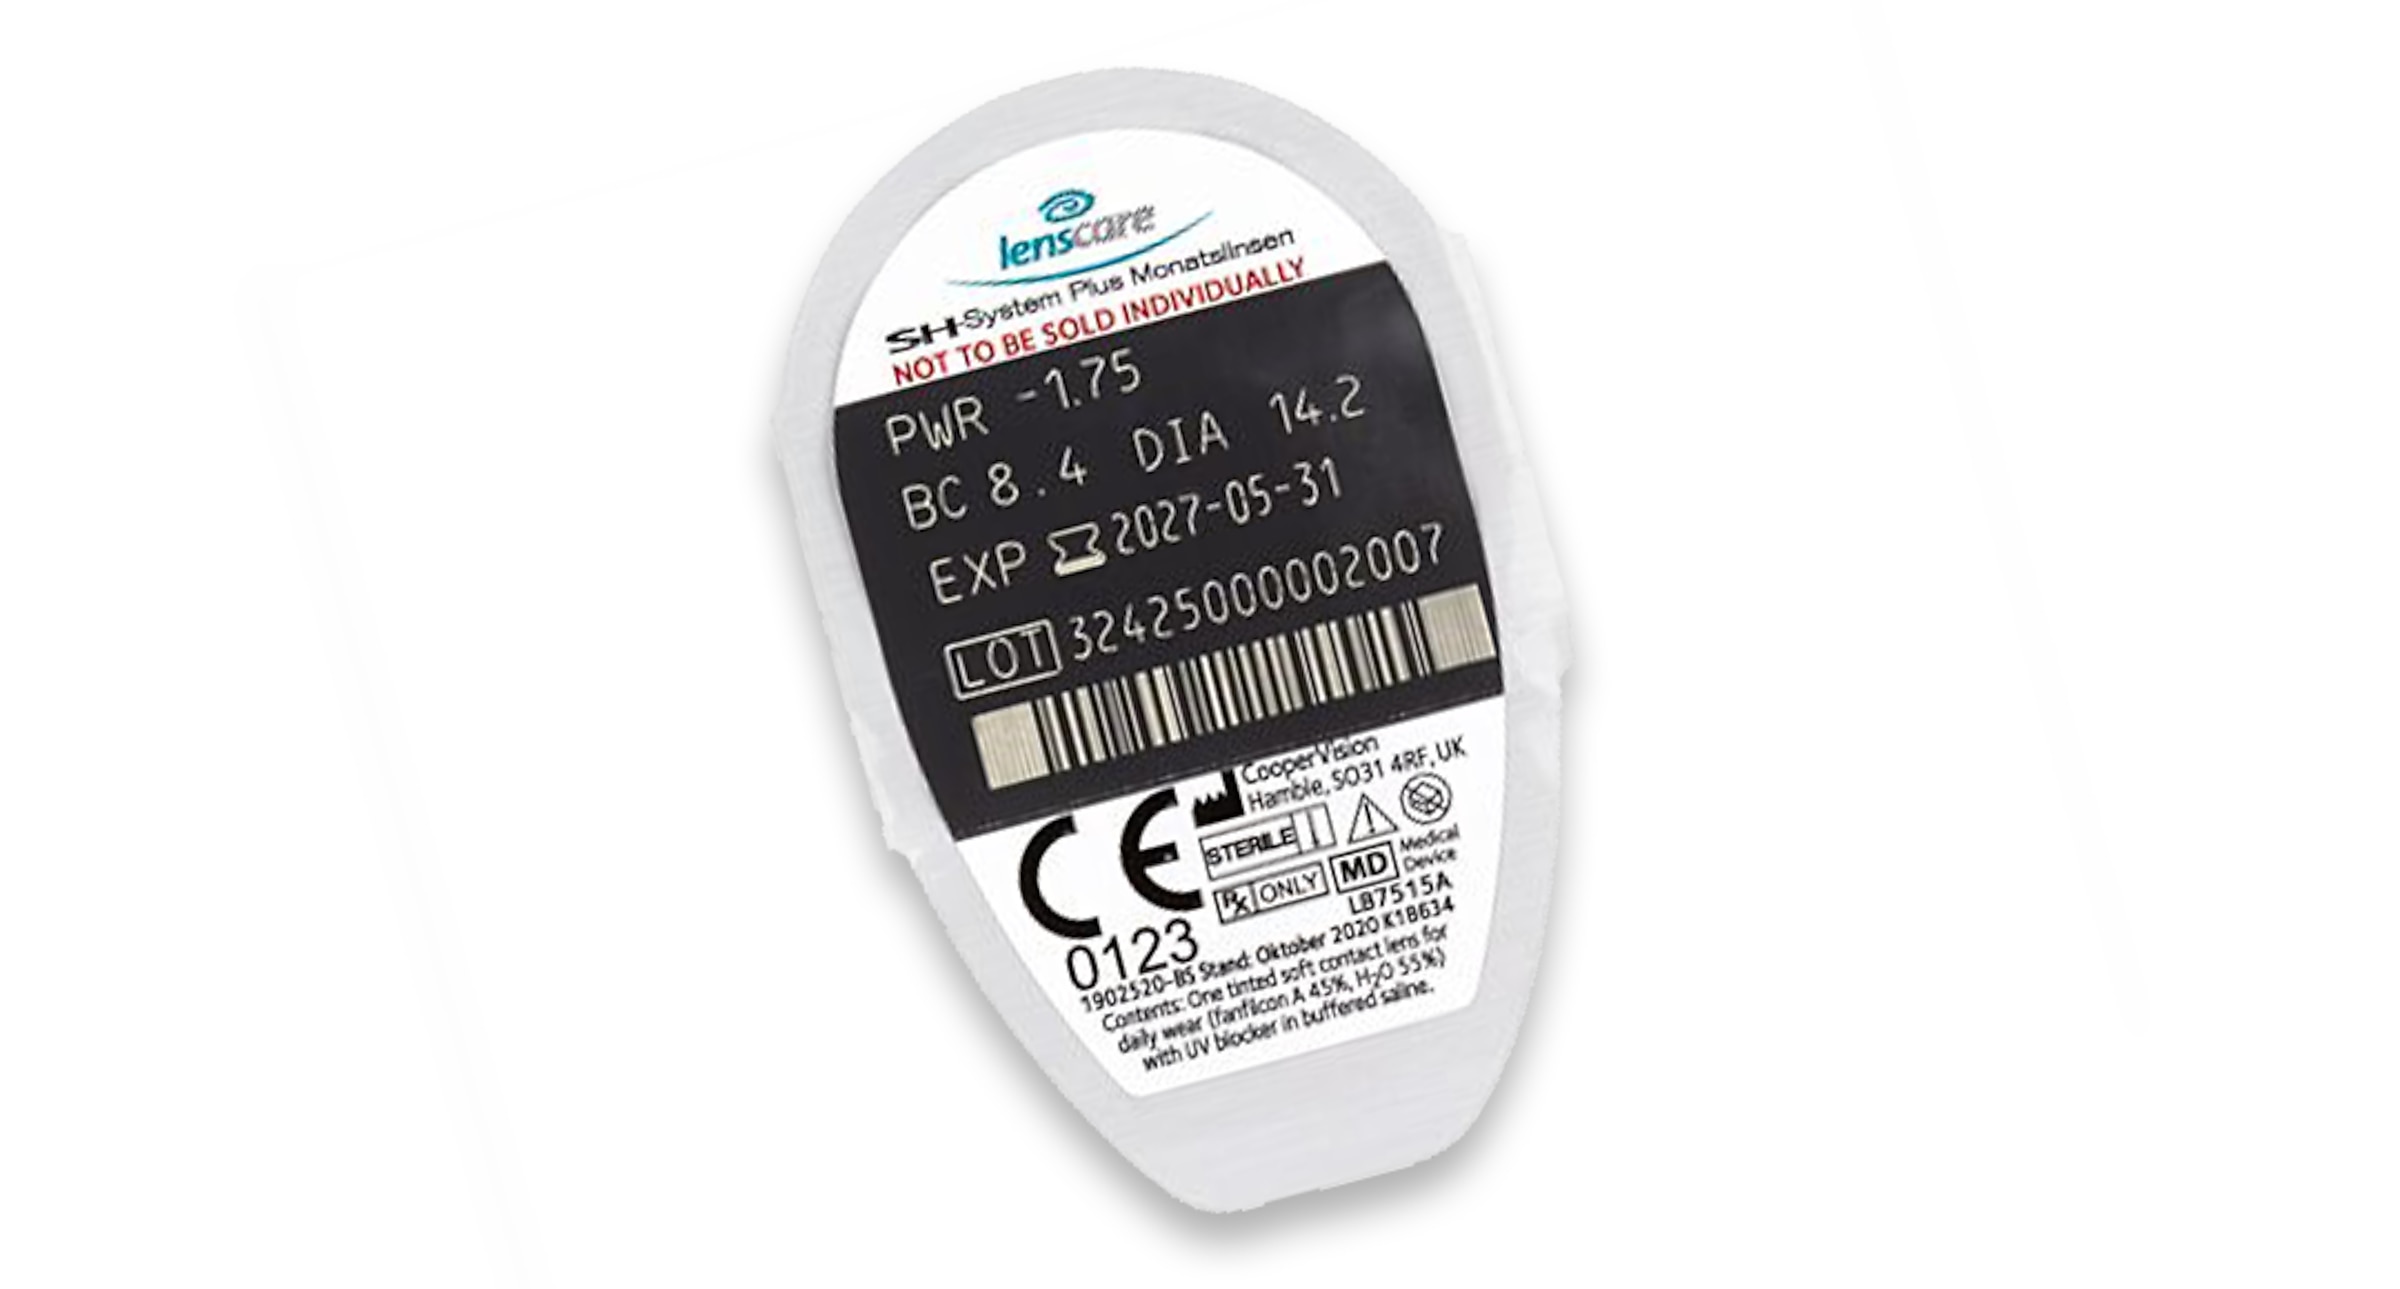 lenscare
SH-System Plus Monatslinsen
NOT TO BE SOLD INDIVIDUALLY
PWR -1.75
BC 8.4 DIA 14.2
EXP 2027-05-31
LOT 32425000002007
CooperVision
Hamble, SO31 4RF, UK
CE
STERILE
Rx ONLY MD Medical Device
0123
LB7515A
1902520-BS Stand: Oktober 2020 K18634
Contents: One tinted soft contact lens for
daily wear (fanfilcon A 45%, H₂O 55%)
with UV blocker in buffered saline.